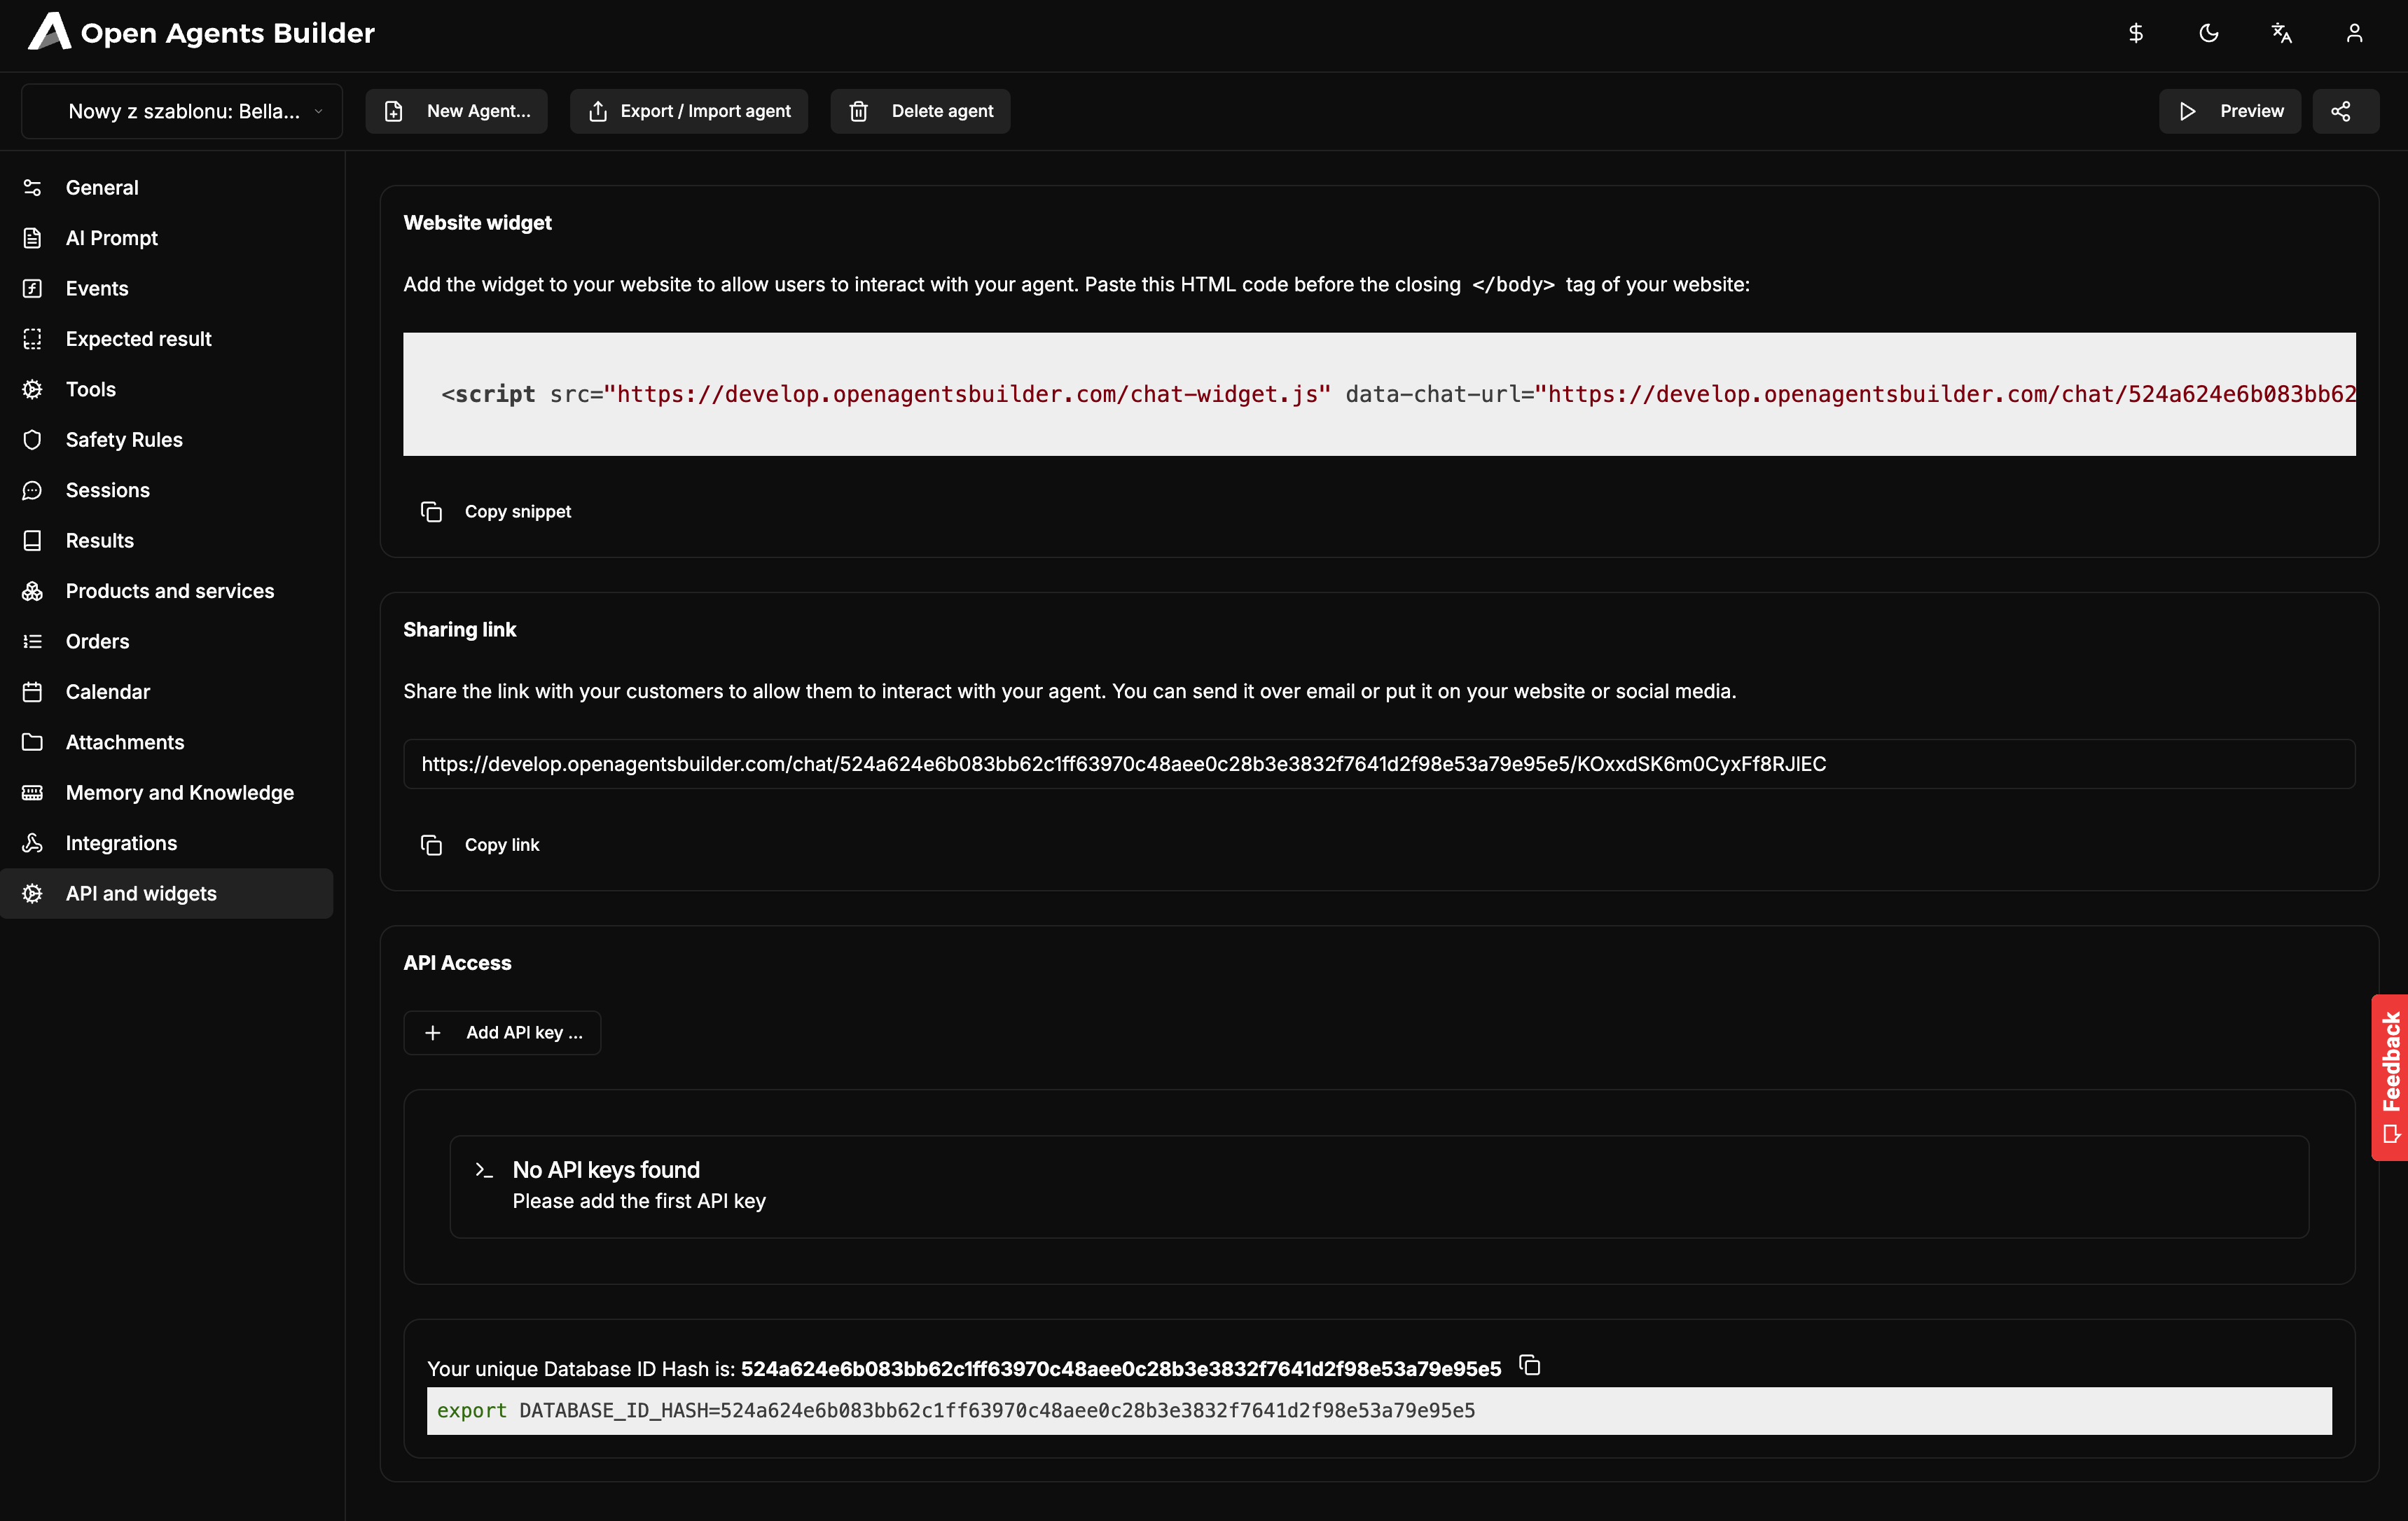 Open Agents Builder
Nowy z szablonu: Bella...
New Agent...
Export / Import agent
Delete agent
Preview
General
AI Prompt
Events
Expected result
Tools
Safety Rules
Sessions
Results
Products and services
Orders
Calendar
Attachments
Memory and Knowledge
Integrations
API and widgets
Website widget
Add the widget to your website to allow users to interact with your agent. Paste this HTML code before the closing </body> tag of your website:
<script src="https://develop.openagentsbuilder.com/chat-widget.js" data-chat-url="https://develop.openagentsbuilder.com/chat/524a624e6b083bb62
Copy snippet
Sharing link
Share the link with your customers to allow them to interact with your agent. You can send it over email or put it on your website or social media.
https://develop.openagentsbuilder.com/chat/524a624e6b083bb62c1ff63970c48aee0c28b3e3832f7641d2f98e53a79e95e5/KOxxdSK6m0CyxFf8RJlEC
Copy link
API Access
Add API key ...
No API keys found
Please add the first API key
Your unique Database ID Hash is: 524a624e6b083bb62c1ff63970c48aee0c28b3e3832f7641d2f98e53a79e95e5
export DATABASE_ID_HASH=524a624e6b083bb62c1ff63970c48aee0c28b3e3832f7641d2f98e53a79e95e5
Feedback